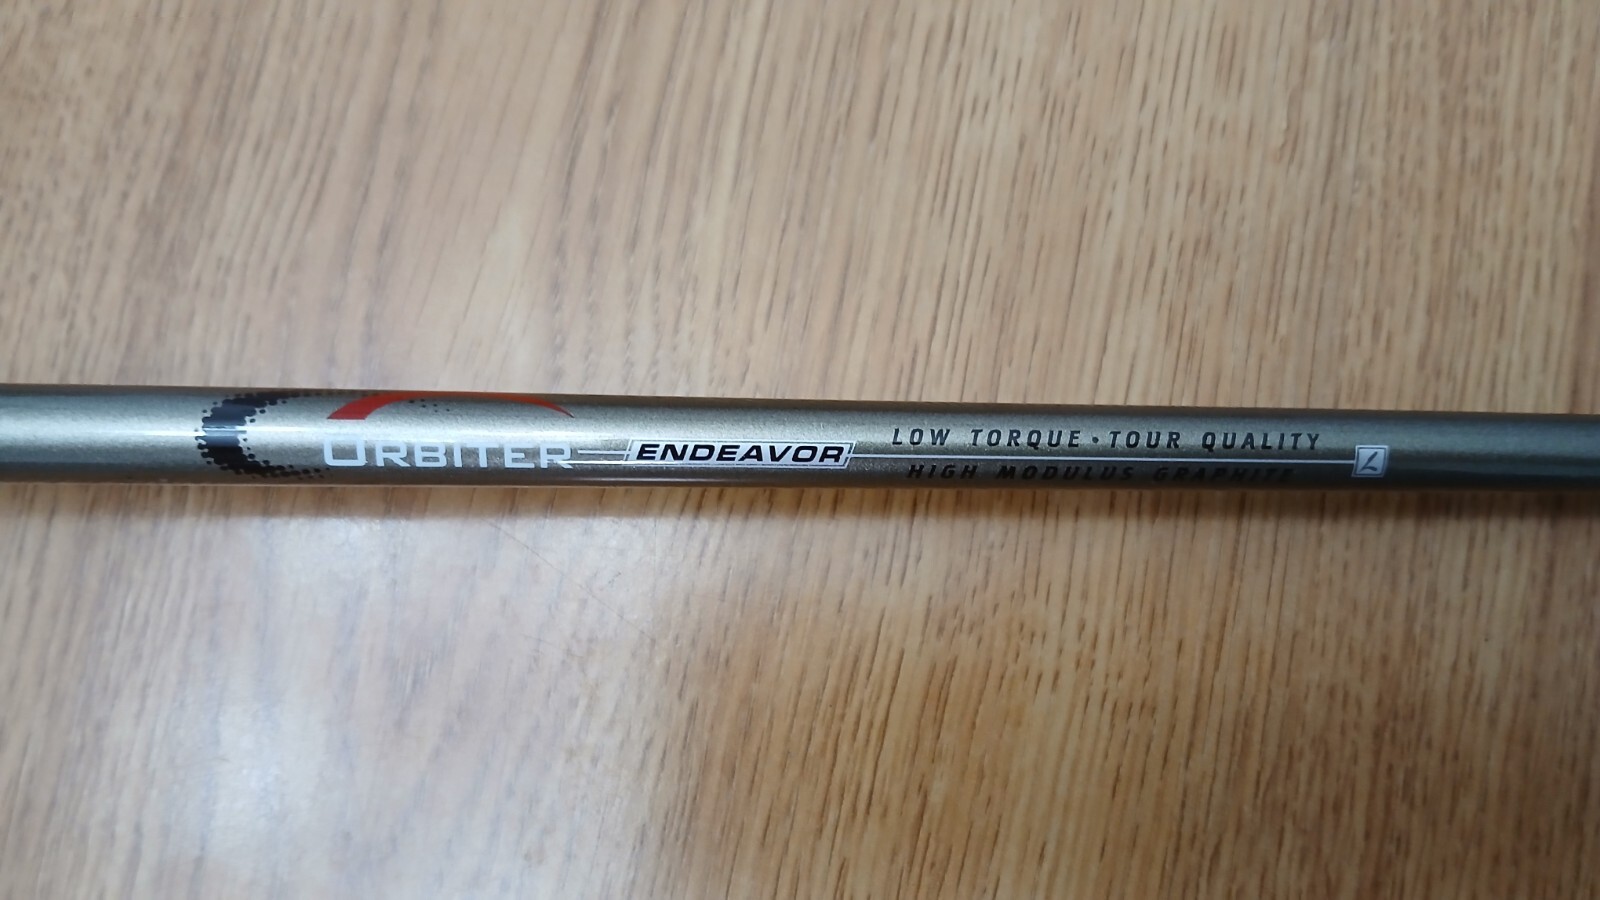 ORBITER ENDEAVOR LOW TORQUE • TOUR QUALITY
HIGH MODULUS GRAPHITE L